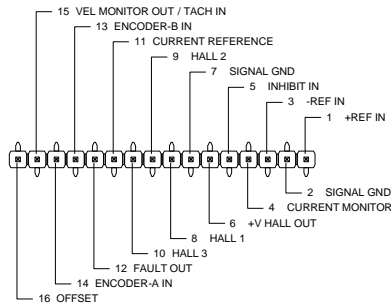 15 VEL MONITOR OUT / TACH IN
13 ENCODER-B IN
11 CURRENT REFERENCE
9 HALL 2
7 SIGNAL GND
5 INHIBIT IN
3 -REF IN
1 +REF IN
2 SIGNAL GND
4 CURRENT MONITOR
6 +V HALL OUT
8 HALL 1
10 HALL 3
12 FAULT OUT
14 ENCODER-A IN
16 OFFSET